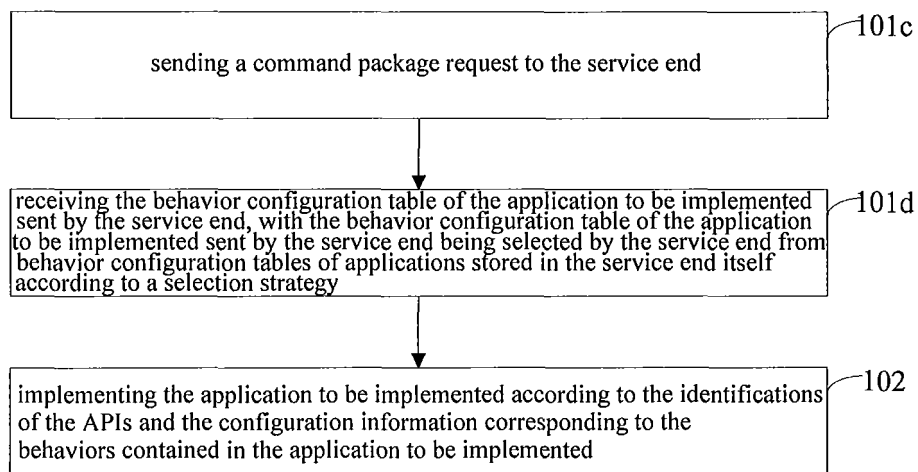 101c
sending a command package request to the service end
101d
receiving the behavior configuration table of the application to be implemented
sent by the service end, with the behavior configuration table of the application
to be implemented sent by the service end being selected by the service end from
behavior configuration tables of applications stored in the service end itself
according to a selection strategy
102
implementing the application to be implemented according to the identifications
of the APIs and the configuration information corresponding to the
behaviors contained in the application to be implemented